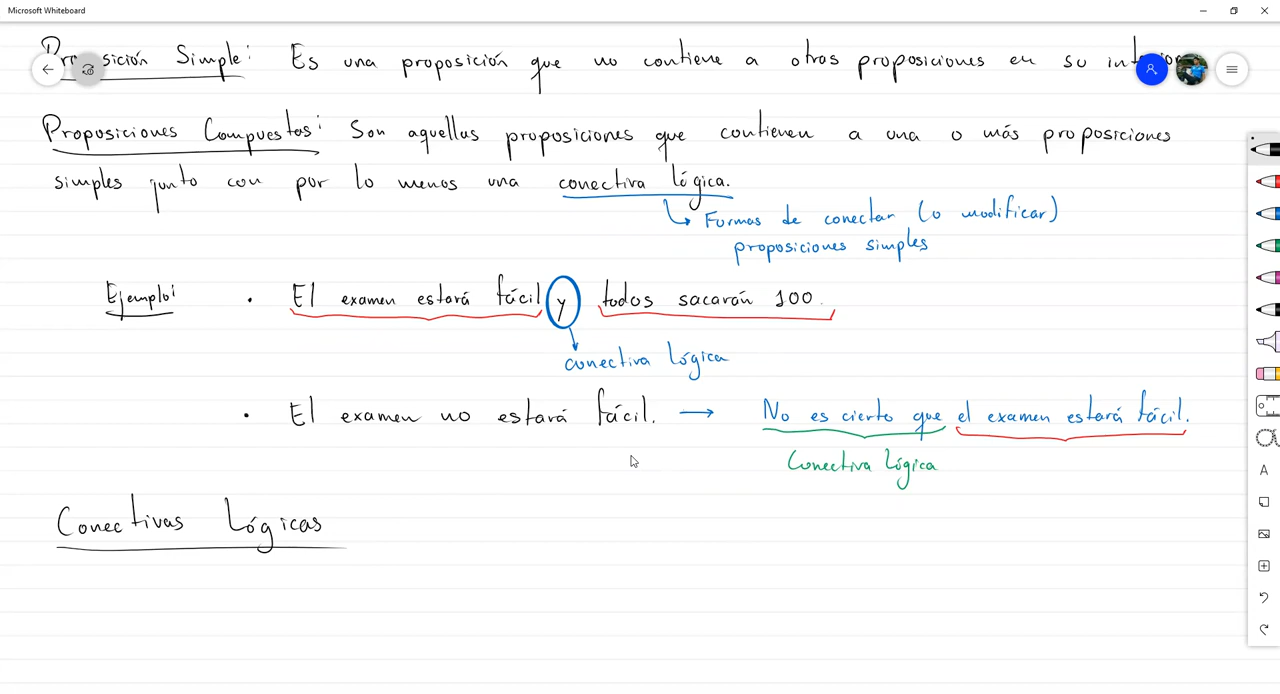 Microsoft Whiteboard
Proposición Simple: Es una proposición que no contiene a otras proposiciones en su interior
Proposiciones Compuestas: Son aquellas proposiciones que contienen a una o más proposiciones
simples junto con por lo menos una conectiva lógica.
Formas de conectar (o modificar)
proposiciones simples
Ejemplo: • El examen estará fácil y todos sacarán 100.
conectiva lógica
• El examen no estará fácil. → No es cierto que el examen estará fácil.
Conectiva lógica
Conectivas Lógicas